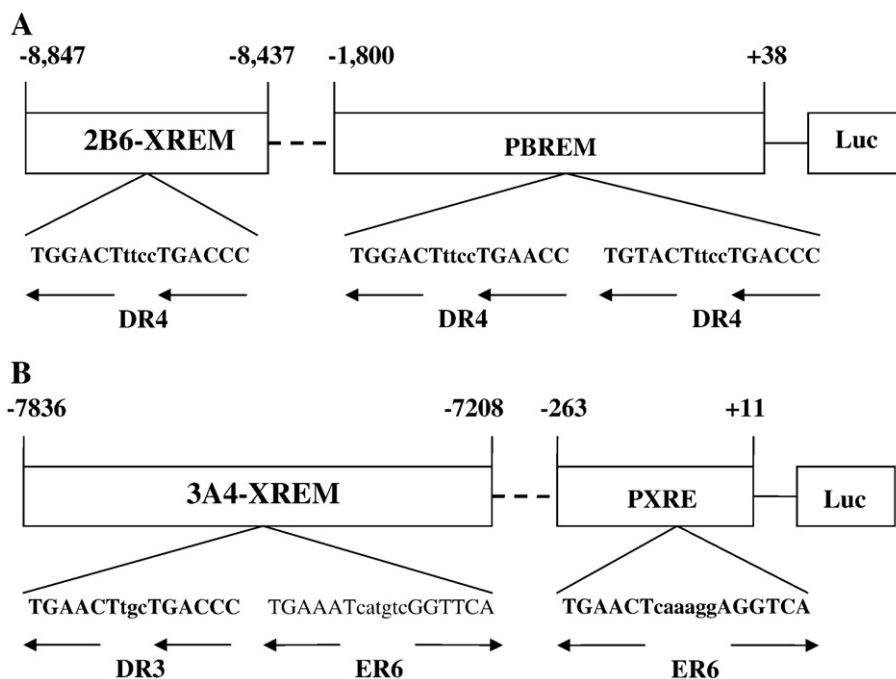 A
-8,847 -8,437 -1,800 +38
2B6-XREM PBREM Luc
TGGACTttccTGACCC TGGACTttccTGAACC TGTACTttccTGACCC
DR4 DR4 DR4
B
-7836 -7208 -263 +11
3A4-XREM PXRE Luc
TGAACTtgcTGACCC TGAAATcatgtcGGTTCA TGAACTcaaaggAGGTCA
DR3 ER6 ER6